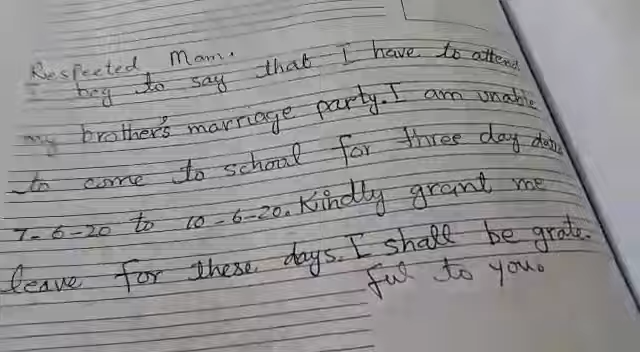 Respected Mam.
I beg to say that I have to attend
my brother's marriage party. I am unable
to come to school for three day date
7-6-20 to 10-6-20. Kindly grant me
leave for these days. I shall be grate-
ful to you.